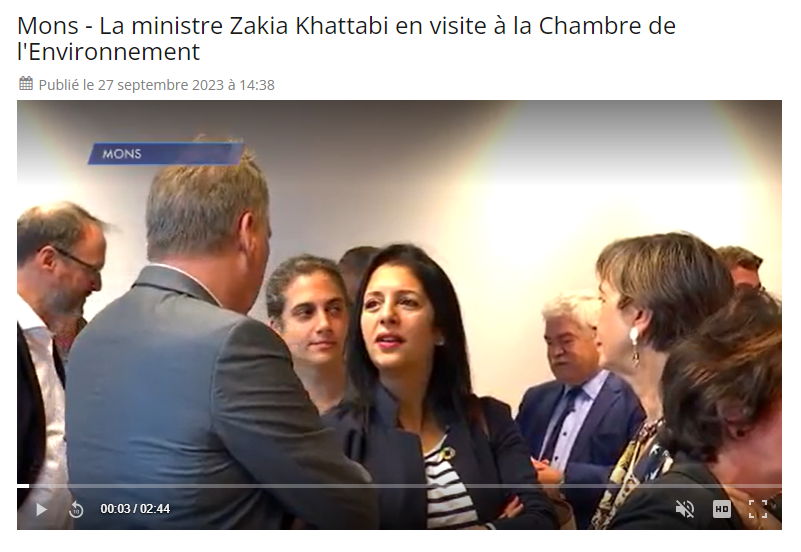 Mons - La ministre Zakia Khattabi en visite à la Chambre de
l'Environnement
Publié le 27 septembre 2023 à 14:38
MONS
10
00:03 / 02:44
HD